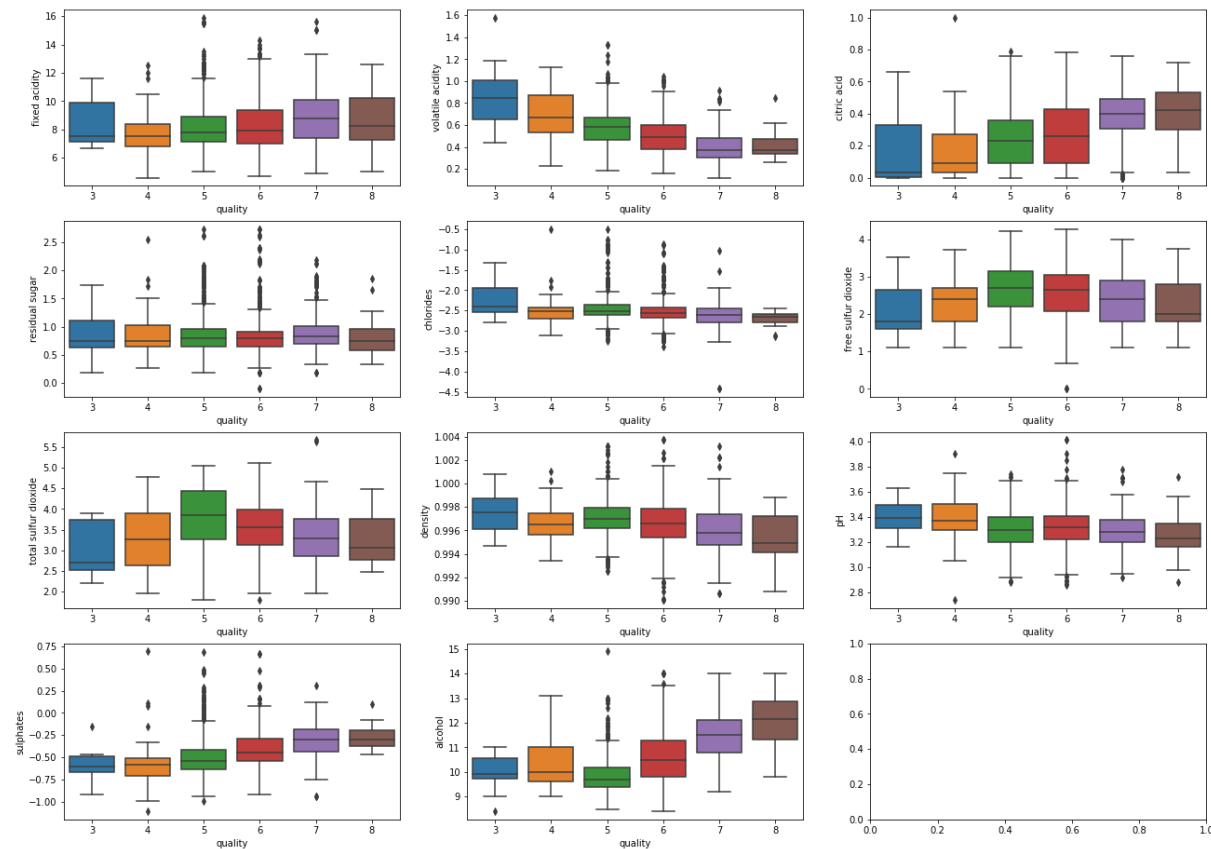 16
14
12
10
8
6
fixed acidity
3 4 5 6 7 8
quality
1.6
1.4
1.2
1.0
0.8
0.6
0.4
0.2
volatile acidity
3 4 5 6 7 8
quality
1.0
0.8
0.6
0.4
0.2
0.0
citric acid
3 4 5 6 7 8
quality
2.5
2.0
1.5
1.0
0.5
0.0
residual sugar
3 4 5 6 7 8
quality
−0.5
−1.0
−1.5
−2.0
−2.5
−3.0
−3.5
−4.0
−4.5
chlorides
3 4 5 6 7 8
quality
4
3
2
1
0
free sulfur dioxide
3 4 5 6 7 8
quality
5.5
5.0
4.5
4.0
3.5
3.0
2.5
2.0
total sulfur dioxide
3 4 5 6 7 8
quality
1.004
1.002
1.000
0.998
0.996
0.994
0.992
0.990
density
3 4 5 6 7 8
quality
4.0
3.8
3.6
3.4
3.2
3.0
2.8
pH
3 4 5 6 7 8
quality
0.75
0.50
0.25
0.00
−0.25
−0.50
−0.75
−1.00
sulphates
3 4 5 6 7 8
quality
15
14
13
12
11
10
9
alcohol
3 4 5 6 7 8
quality
1.0
0.8
0.6
0.4
0.2
0.0
0.0 0.2 0.4 0.6 0.8 1.0